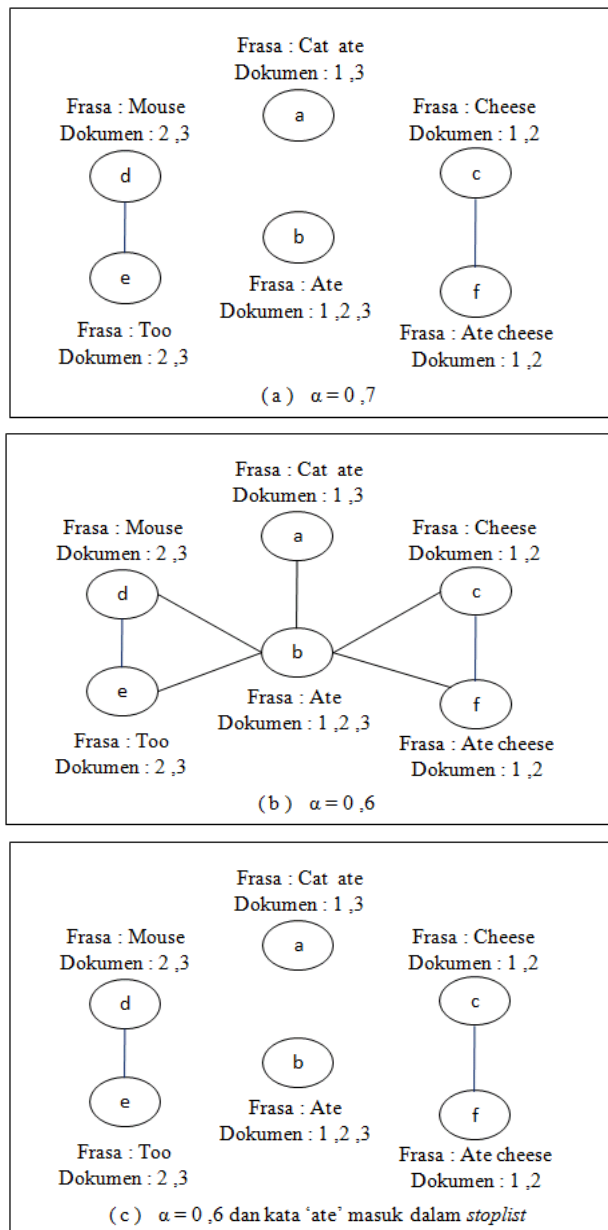 Frasa : Cat ate
Dokumen : 1 ,3
a
Frasa : Mouse
Dokumen : 2 ,3
d
Frasa : Cheese
Dokumen : 1 ,2
c
b
Frasa : Ate
Dokumen : 1 ,2 ,3
e
Frasa : Too
Dokumen : 2 ,3
f
Frasa : Ate cheese
Dokumen : 1 ,2
( a ) α = 0 ,7
Frasa : Cat ate
Dokumen : 1 ,3
a
Frasa : Mouse
Dokumen : 2 ,3
d
Frasa : Cheese
Dokumen : 1 ,2
c
b
Frasa : Ate
Dokumen : 1 ,2 ,3
e
Frasa : Too
Dokumen : 2 ,3
f
Frasa : Ate cheese
Dokumen : 1 ,2
( b ) α = 0 ,6
Frasa : Cat ate
Dokumen : 1 ,3
a
Frasa : Mouse
Dokumen : 2 ,3
d
Frasa : Cheese
Dokumen : 1 ,2
c
b
Frasa : Ate
Dokumen : 1 ,2 ,3
e
Frasa : Too
Dokumen : 2 ,3
f
Frasa : Ate cheese
Dokumen : 1 ,2
( c ) α = 0 ,6 dan kata ‘ate’ masuk dalam stoplist